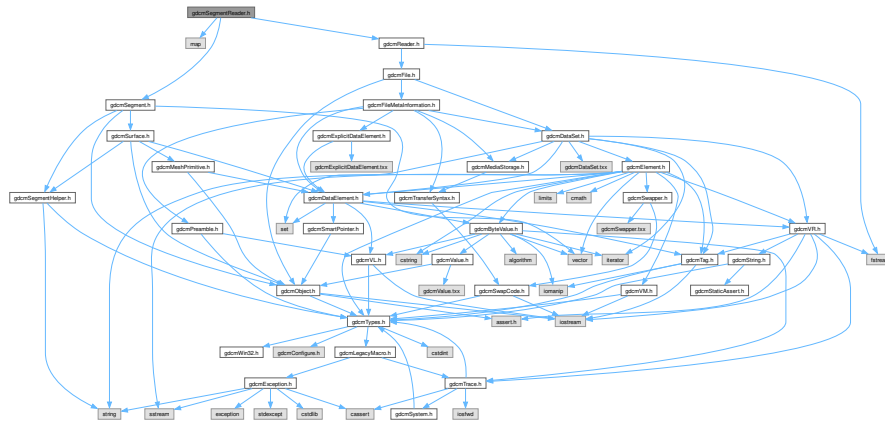 gdcmSegmentReader.h
map
gdcmReader.h
gdcmFile.h
gdcmSegment.h
gdcmFileMetaInformation.h
gdcmSurface.h
gdcmExplicitDataElement.h
gdcmDataSet.h
gdcmMeshPrimitive.h
gdcmExplicitDataElement.txx
gdcmMediaStorage.h
gdcmDataSet.txx
gdcmElement.h
gdcmSegmentHelper.h
gdcmDataElement.h
gdcmTransferSyntax.h
limits
cmath
gdcmSwapper.h
gdcmPreamble.h
set
gdcmSmartPointer.h
gdcmByteValue.h
gdcmSwapper.txx
gdcmVR.h
gdcmVL.h
cstring
gdcmValue.h
algorithm
vector
iterator
gdcmTag.h
gdcmString.h
fstream
gdcmObject.h
gdcmValue.txx
gdcmSwapCode.h
iomanip
gdcmVM.h
gdcmStaticAssert.h
gdcmTypes.h
assert.h
iostream
gdcmWin32.h
gdcmConfigure.h
gdcmLegacyMacro.h
cstdint
gdcmException.h
gdcmTrace.h
string
sstream
exception
stdexcept
cstdlib
cassert
gdcmSystem.h
iosfwd